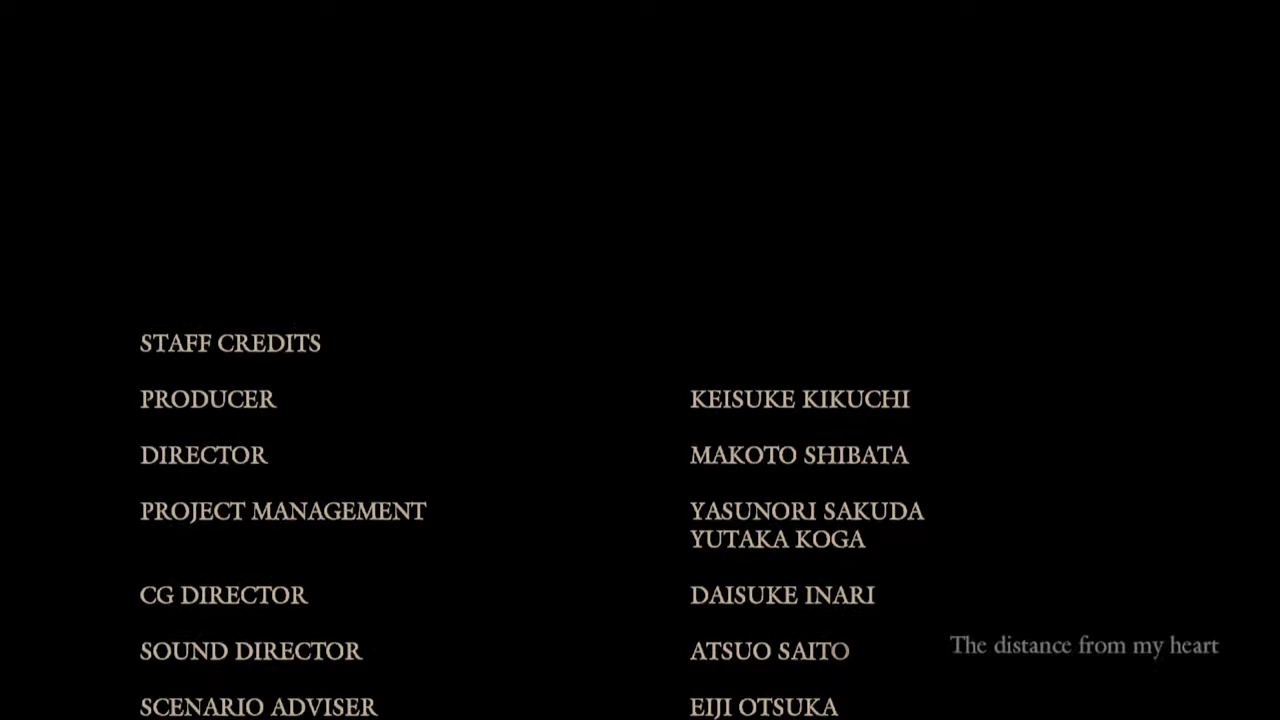 STAFF CREDITS
PRODUCER KEISUKE KIKUCHI
DIRECTOR MAKOTO SHIBATA
PROJECT MANAGEMENT YASUNORI SAKUDA
YUTAKA KOGA
CG DIRECTOR DAISUKE INARI
SOUND DIRECTOR ATSUO SAITO
The distance from my heart
SCENARIO ADVISER EIJI OTSUKA